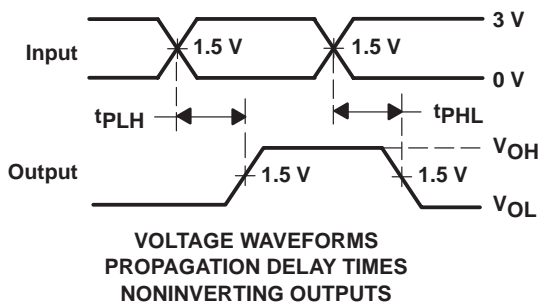 3 V
Input
1.5 V
1.5 V
0 V
tPLH
tPHL
VOH
Output
1.5 V
1.5 V
VOL
VOLTAGE WAVEFORMS
PROPAGATION DELAY TIMES
NONINVERTING OUTPUTS